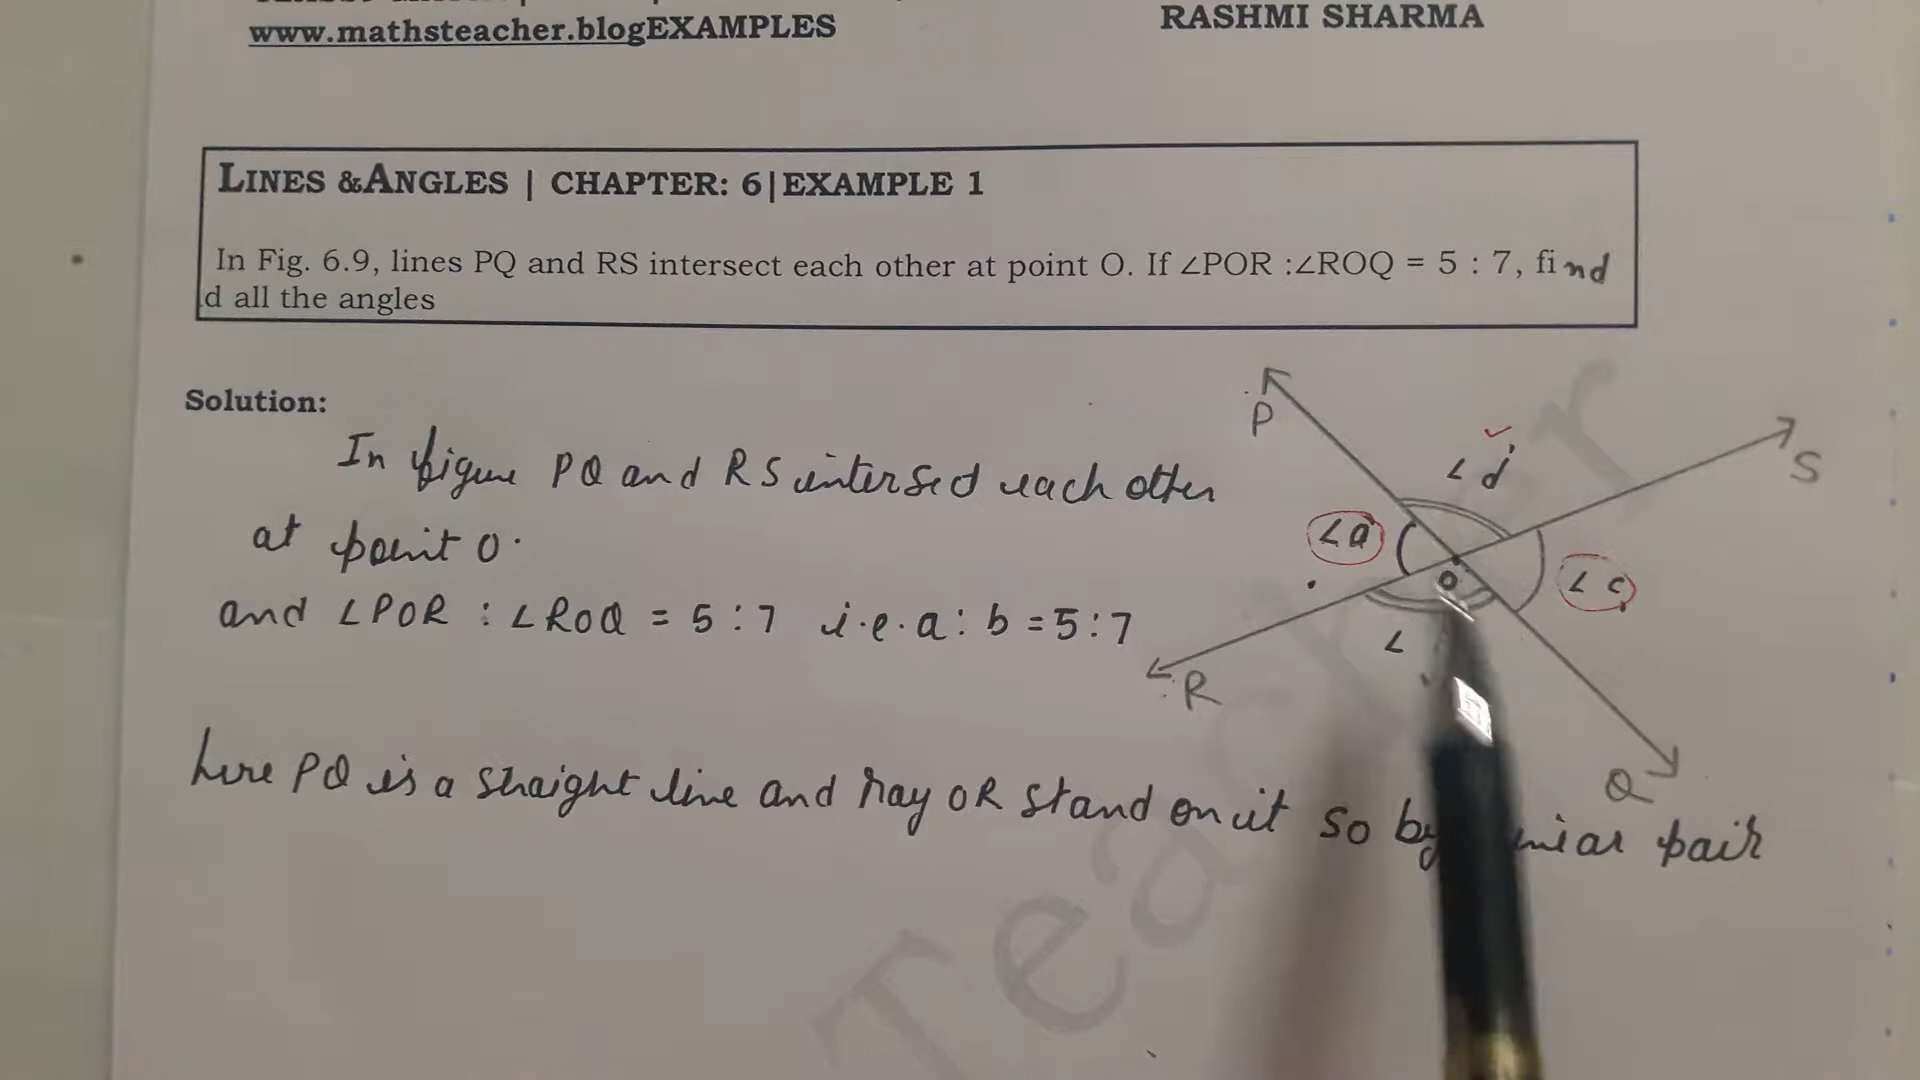 www.mathsteacher.blogEXAMPLES
RASHMI SHARMA
LINES &ANGLES | CHAPTER: 6|EXAMPLE 1
In Fig. 6.9, lines PQ and RS intersect each other at point O. If ∠POR :∠ROQ = 5 : 7, find
d all the angles
Solution:
In figure PQ and RS intersect each other
at point O.
and ∠POR : ∠ROQ = 5:7 i.e. a: b = 5:7
here PQ is a straight line and ray OR stand on it so by pair
P
S
∠d
∠a
∠c
O
∠
R
Q
Teacher